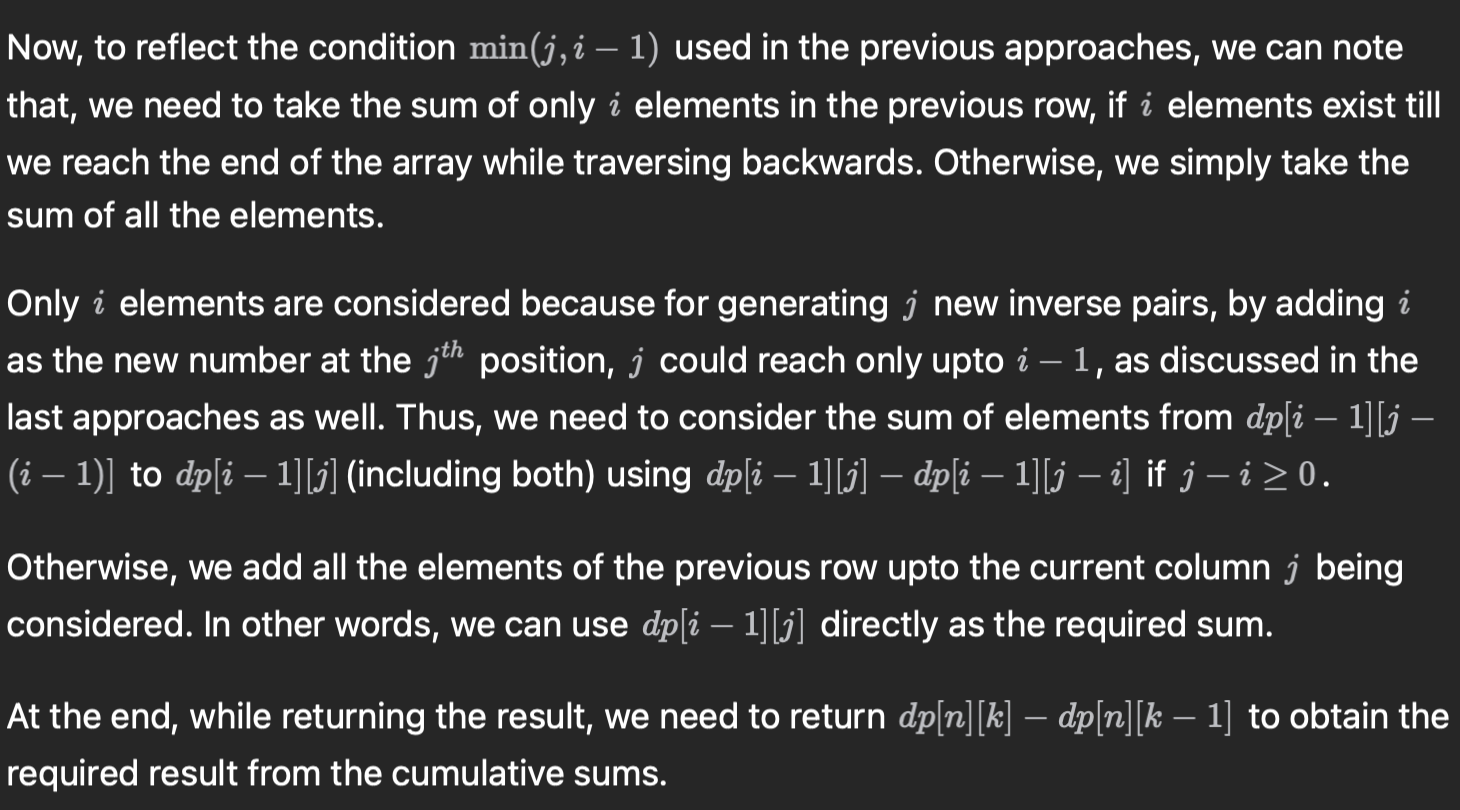 Now, to reflect the condition min(j, i − 1) used in the previous approaches, we can note
that, we need to take the sum of only i elements in the previous row, if i elements exist till
we reach the end of the array while traversing backwards. Otherwise, we simply take the
sum of all the elements.
Only i elements are considered because for generating j new inverse pairs, by adding i
as the new number at the j^{th} position, j could reach only upto i − 1, as discussed in the
last approaches as well. Thus, we need to consider the sum of elements from dp[i − 1][j −
(i − 1)] to dp[i − 1][j] (including both) using dp[i − 1][j] − dp[i − 1][j − i] if j − i ≥ 0.
Otherwise, we add all the elements of the previous row upto the current column j being
considered. In other words, we can use dp[i − 1][j] directly as the required sum.
At the end, while returning the result, we need to return dp[n][k] − dp[n][k − 1] to obtain the
required result from the cumulative sums.